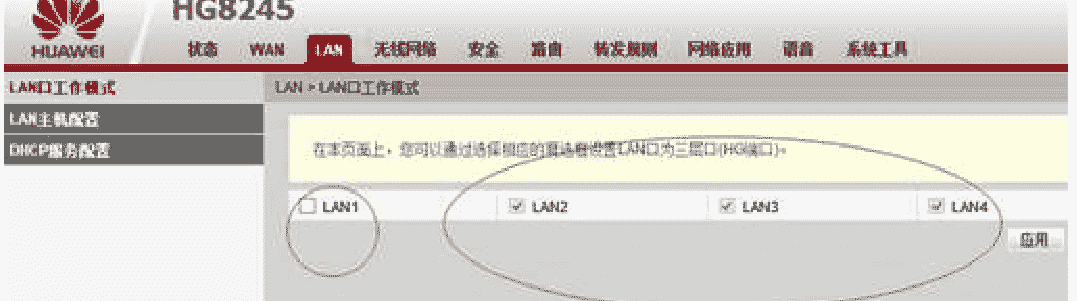 HG8245
HUAWEI
状态 WAN LAN 无线网络 安全 路由 转发规则 网络应用 语音 系统工具
LAN口工作模式
LAN > LAN口工作模式
LAN主机配置
DHCP服务配置
在本页面上，您可以通过选择相应的复选框设置LAN口为三层口(HG端口)。
LAN1 LAN2 LAN3 LAN4
应用